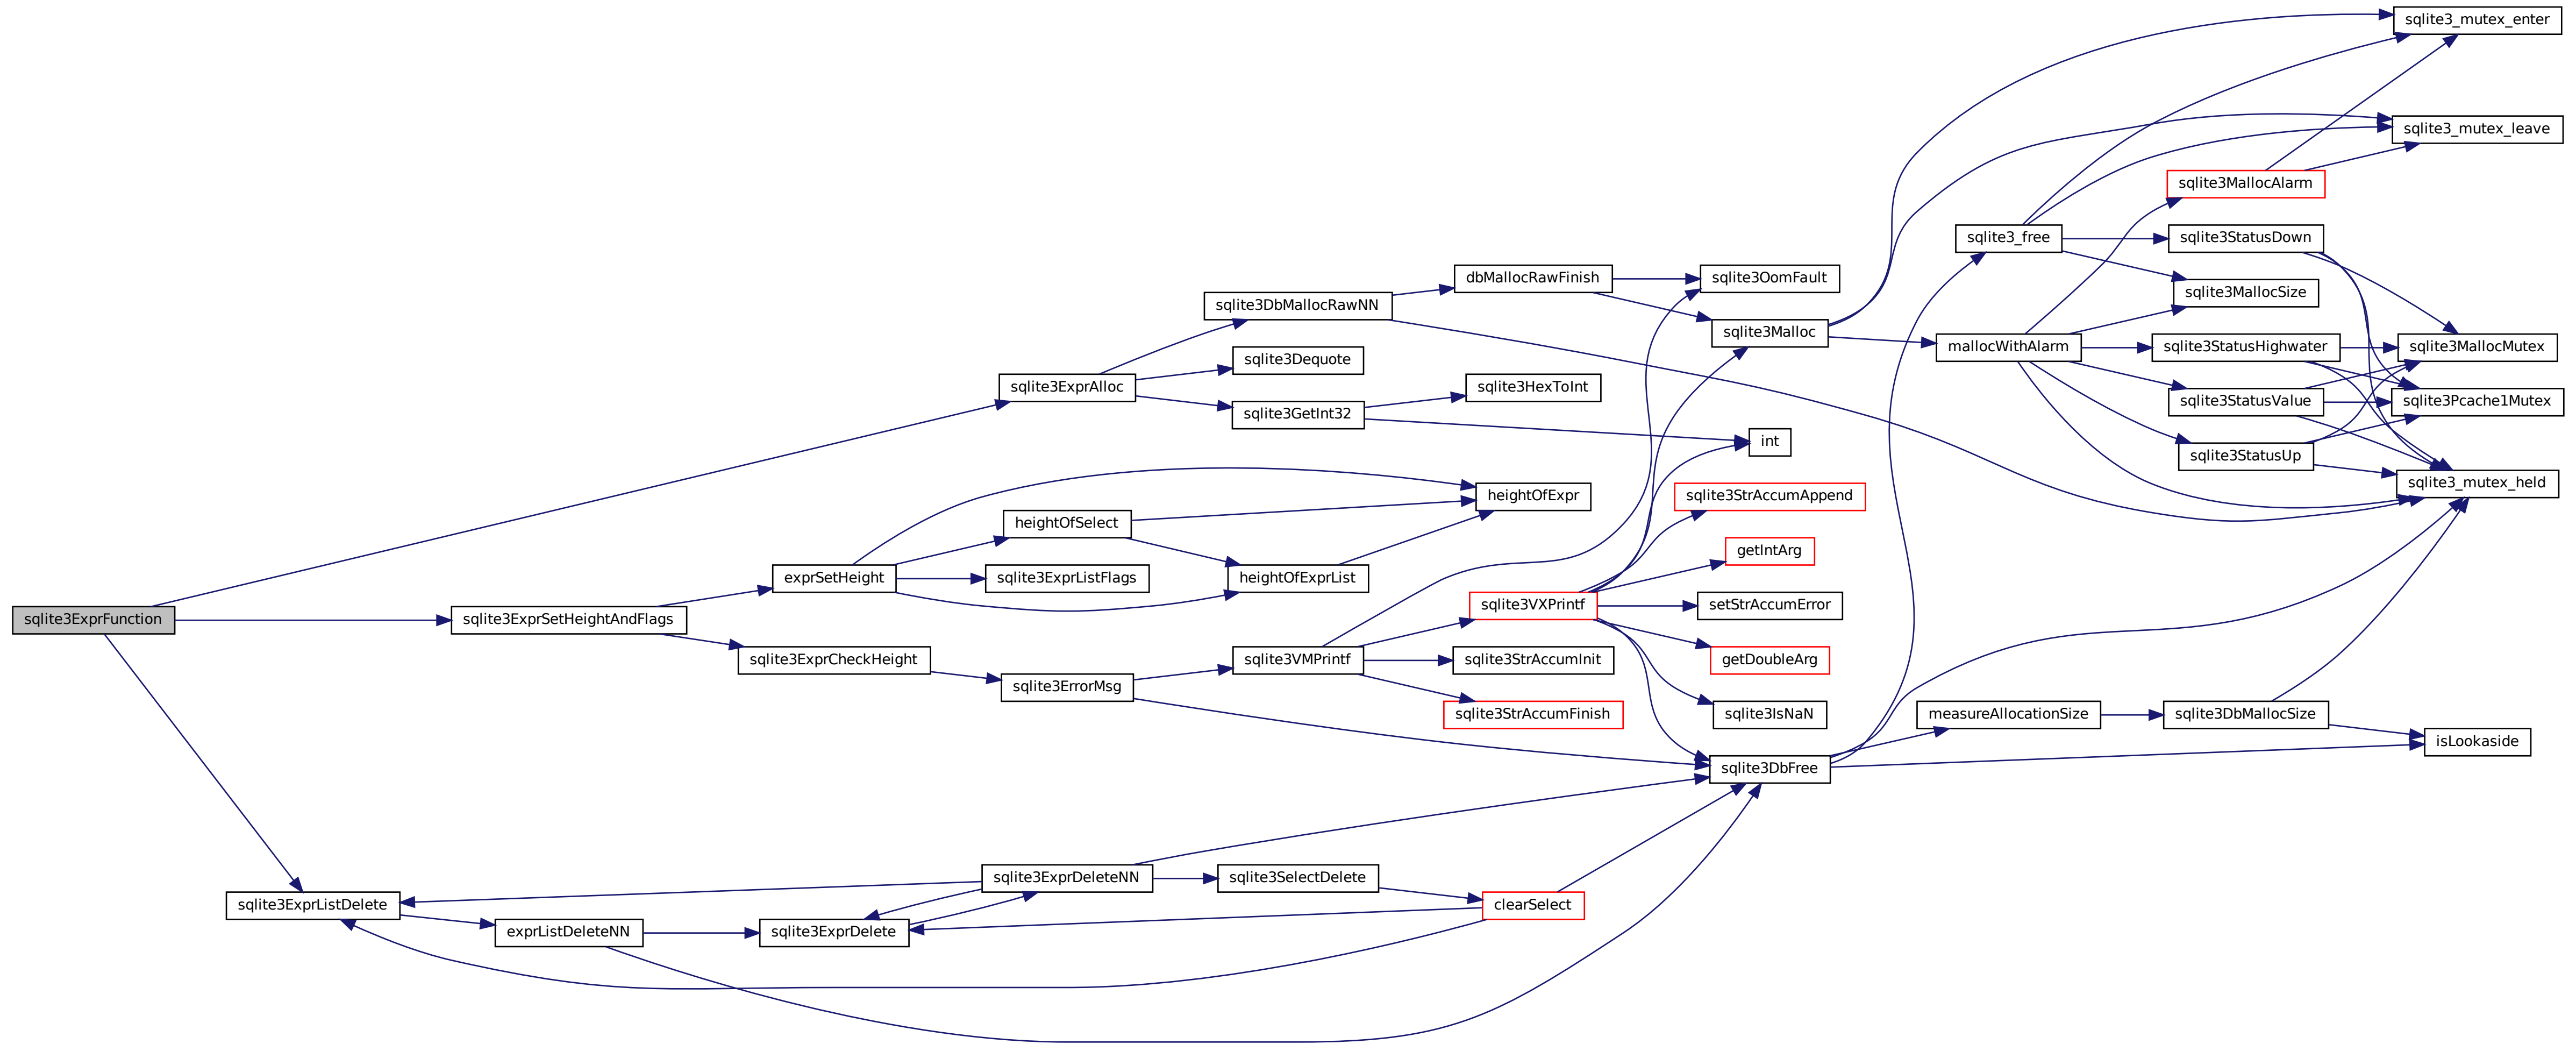 sqlite3_mutex_enter
sqlite3_mutex_leave
sqlite3MallocAlarm
sqlite3_free
sqlite3StatusDown
sqlite3MallocSize
dbMallocRawFinish
sqlite3OomFault
sqlite3DbMallocRawNN
sqlite3Malloc
mallocWithAlarm
sqlite3StatusHighwater
sqlite3MallocMutex
sqlite3Dequote
sqlite3ExprAlloc
sqlite3HexToInt
sqlite3StatusValue
sqlite3Pcache1Mutex
sqlite3GetInt32
int
sqlite3StatusUp
sqlite3_mutex_held
heightOfExpr
sqlite3StrAccumAppend
heightOfSelect
getIntArg
exprSetHeight
sqlite3ExprListFlags
heightOfExprList
sqlite3VXPrintf
setStrAccumError
sqlite3ExprFunction
sqlite3ExprSetHeightAndFlags
sqlite3ExprCheckHeight
sqlite3VMPrintf
sqlite3StrAccumInit
getDoubleArg
sqlite3ErrorMsg
sqlite3StrAccumFinish
sqlite3IsNaN
measureAllocationSize
sqlite3DbMallocSize
isLookaside
sqlite3DbFree
sqlite3ExprDeleteNN
sqlite3SelectDelete
sqlite3ExprListDelete
clearSelect
exprListDeleteNN
sqlite3ExprDelete